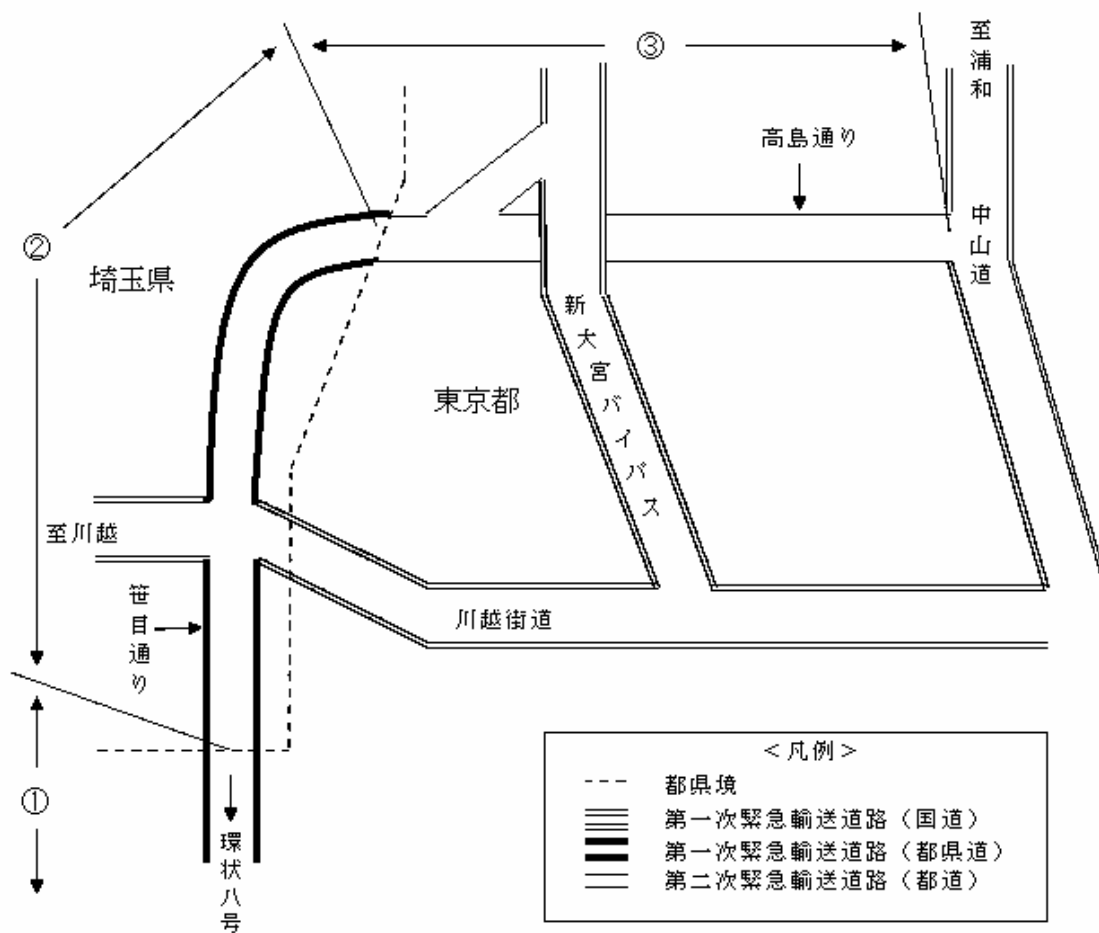 ③
至浦和
高島通り
中山道
②
埼玉県
新大宮バイパス
東京都
至川越
笹目通り
川越街道
①
環状八号
＜凡例＞
都県境
第一次緊急輸送道路（国道）
第一次緊急輸送道路（都県道）
第二次緊急輸送道路（都道）